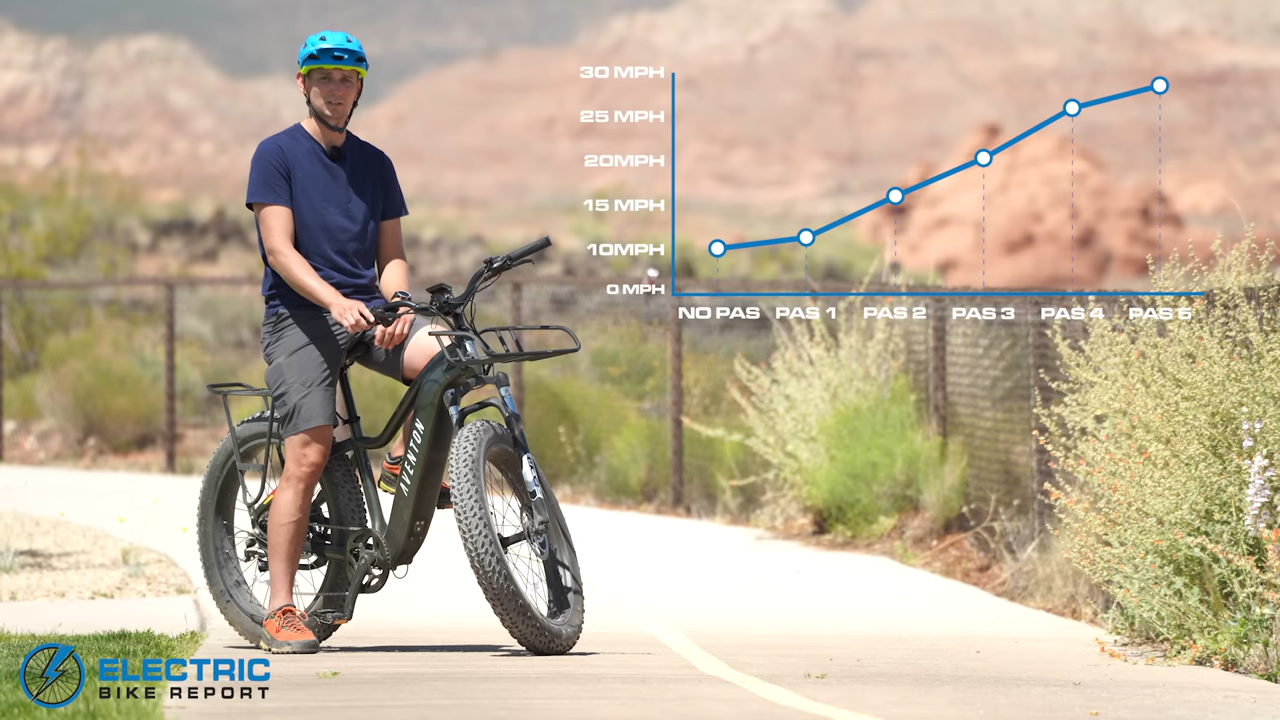 30 MPH
25 MPH
20MPH
15 MPH
10MPH
0 MPH
NO PAS PAS 1 PAS 2 PAS 3 PAS 4 PAS 5
AVENTON
ELECTRIC
BIKE REPORT